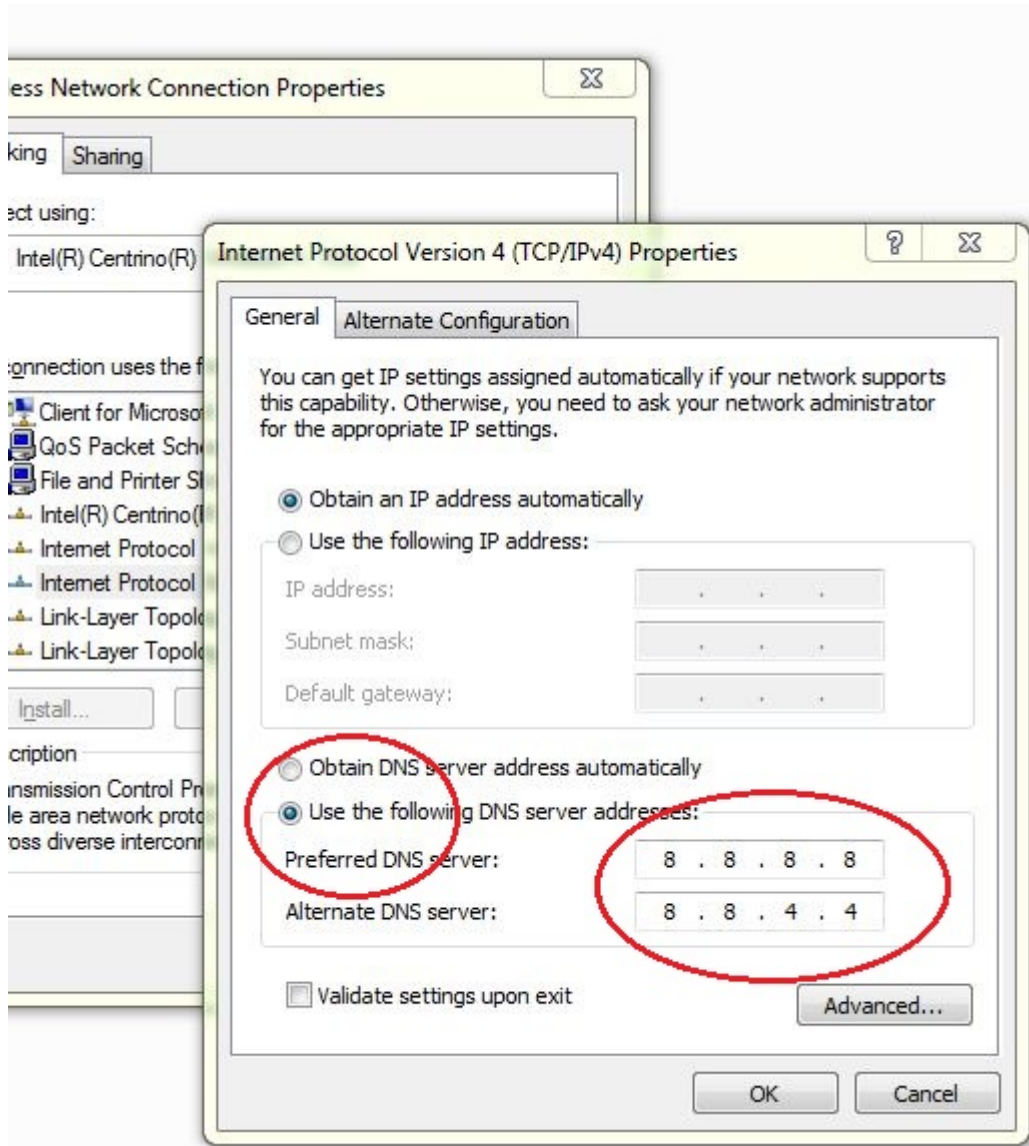 ess Network Connection Properties
king
Sharing
ect using:
Intel(R) Centrino(R)
onnection uses the f
Client for Microso
QoS Packet Sch
File and Printer S
Intel(R) Centrino(
Internet Protocol
Internet Protocol
Link-Layer Topolo
Link-Layer Topolo
Install...
cription
ansmission Control Pr
le area network proto
oss diverse interconn
Internet Protocol Version 4 (TCP/IPv4) Properties
General
Alternate Configuration
You can get IP settings assigned automatically if your network supports
this capability. Otherwise, you need to ask your network administrator
for the appropriate IP settings.
Obtain an IP address automatically
Use the following IP address:
IP address:
Subnet mask:
Default gateway:
Obtain DNS server address automatically
Use the following DNS server addresses:
Preferred DNS server: 8 . 8 . 8 . 8
Alternate DNS server: 8 . 8 . 4 . 4
Validate settings upon exit
Advanced...
OK
Cancel